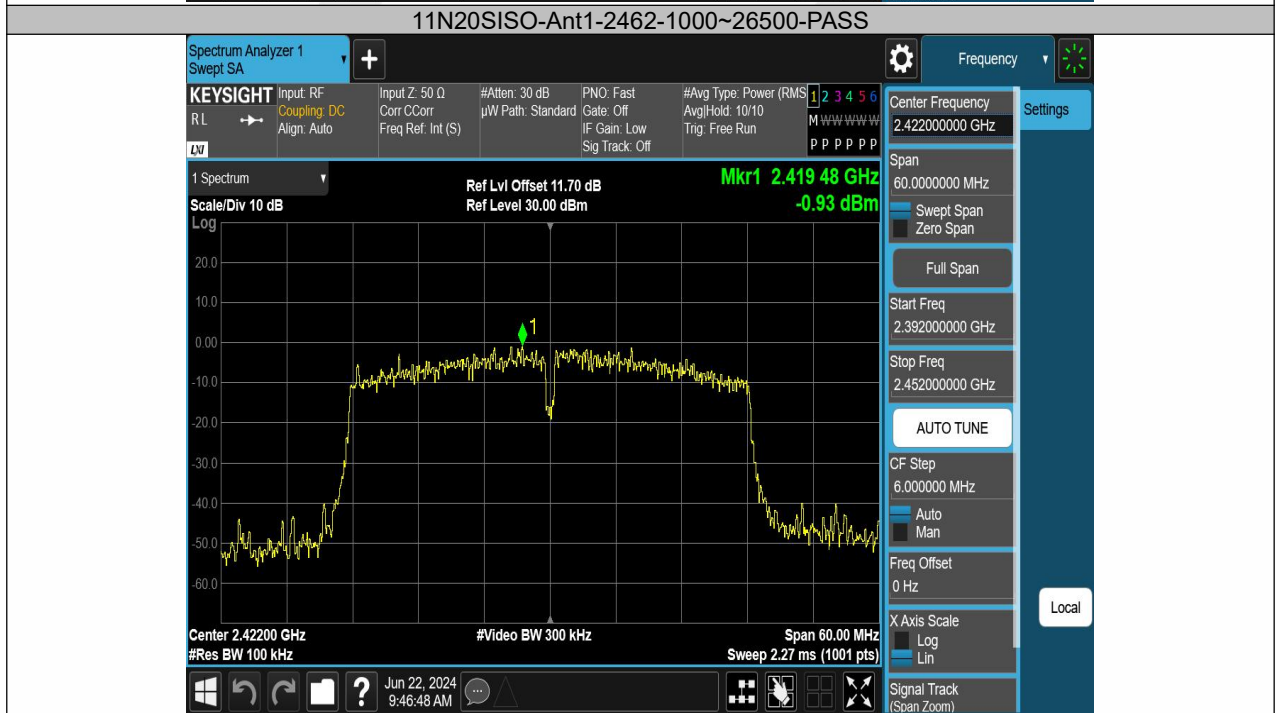 11N20SISO-Ant1-2462-1000~26500-PASS
Spectrum Analyzer 1
Swept SA
+
Frequency
KEYSIGHT
RL
LXI
Input: RF
Coupling: DC
Align: Auto
Input Z: 50 Ω
Corr CCorr
Freq Ref: Int (S)
#Atten: 30 dB
µW Path: Standard
PNO: Fast
Gate: Off
IF Gain: Low
Sig Track: Off
#Avg Type: Power (RMS
Avg|Hold: 10/10
Trig: Free Run
1 2 3 4 5 6
M W W W W W
P P P P P P
1 Spectrum
Scale/Div 10 dB
Log
Ref Lvl Offset 11.70 dB
Ref Level 30.00 dBm
Mkr1 2.419 48 GHz
-0.93 dBm
20.0
10.0
0.00
-10.0
-20.0
-30.0
-40.0
-50.0
-60.0
1
Center 2.42200 GHz
#Res BW 100 kHz
#Video BW 300 kHz
Span 60.00 MHz
Sweep 2.27 ms (1001 pts)
Center Frequency
2.422000000 GHz
Span
60.0000000 MHz
Swept Span
Zero Span
Full Span
Start Freq
2.392000000 GHz
Stop Freq
2.452000000 GHz
AUTO TUNE
CF Step
6.000000 MHz
Auto
Man
Freq Offset
0 Hz
X Axis Scale
Log
Lin
Signal Track
(Span Zoom)
Settings
Local
?
Jun 22, 2024
9:46:48 AM